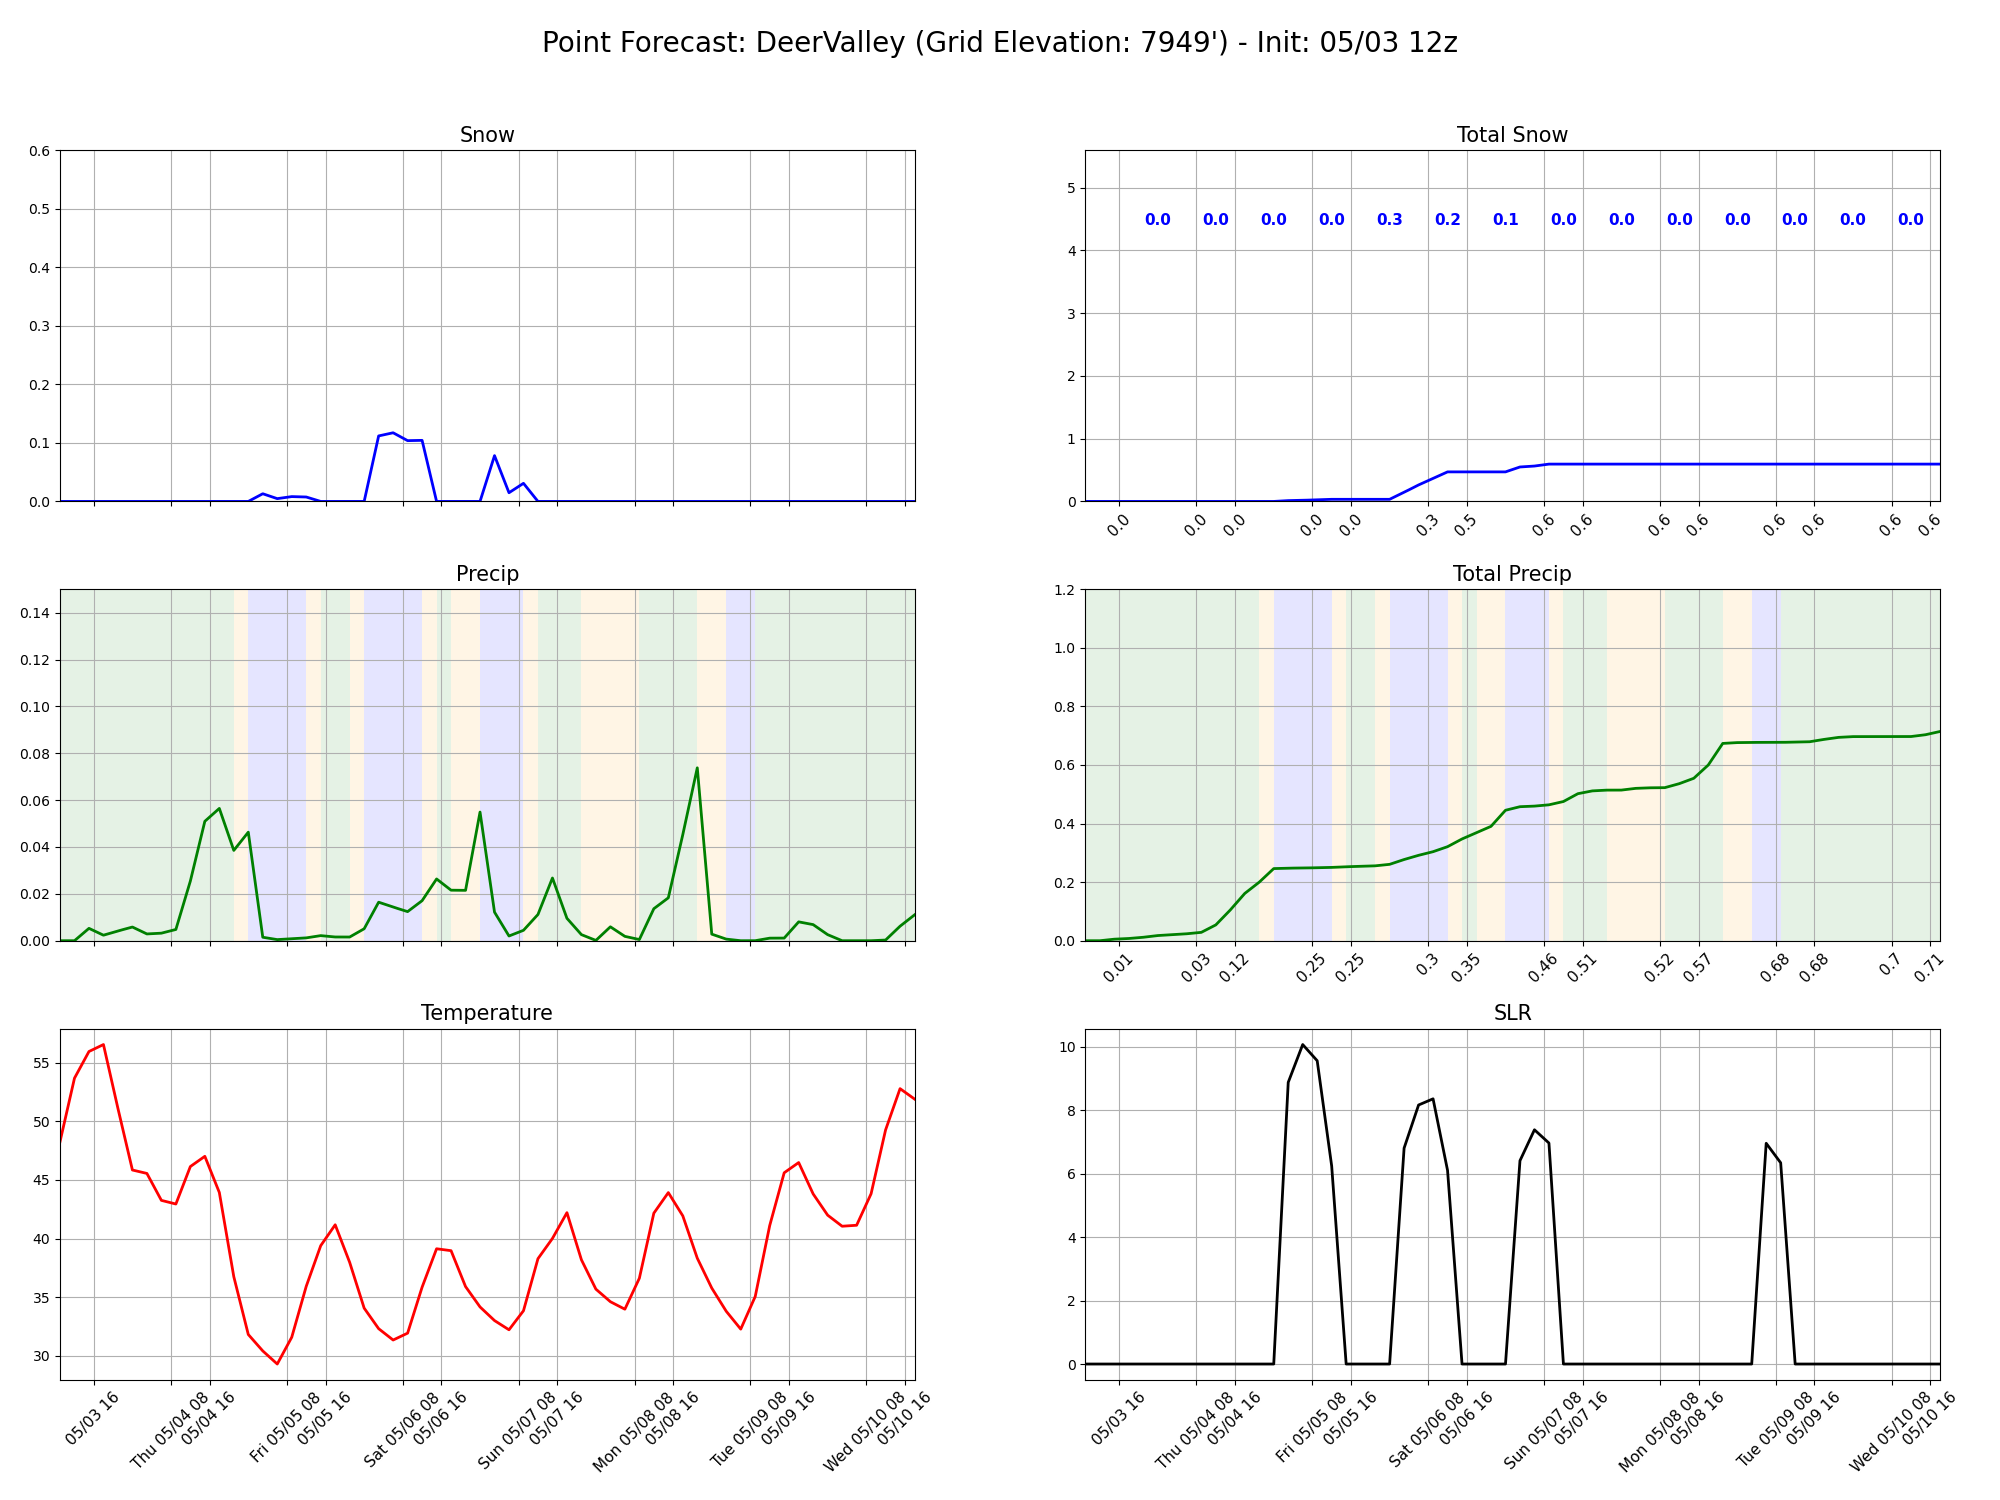 Point Forecast: DeerValley (Grid Elevation: 7949') - Init: 05/03 12z
Snow
0.6
0.5
0.4
0.3
0.2
0.1
0.0
Total Snow
5
4
3
2
1
0
0.0 0.0 0.0 0.0 0.3 0.2 0.1 0.0 0.0 0.0 0.0 0.0 0.0 0.0
0.0 0.0 0.0 0.0 0.0 0.3 0.5 0.6 0.6 0.6 0.6 0.6 0.6 0.6 0.6
Precip
0.14
0.12
0.10
0.08
0.06
0.04
0.02
0.00
Total Precip
1.2
1.0
0.8
0.6
0.4
0.2
0.0
0.01 0.03 0.12 0.25 0.25 0.3 0.35 0.46 0.51 0.52 0.57 0.68 0.68 0.7 0.71
Temperature
55
50
45
40
35
30
05/03 16
Thu 05/04 08
05/04 16
Fri 05/05 08
05/05 16
Sat 05/06 08
05/06 16
Sun 05/07 08
05/07 16
Mon 05/08 08
05/08 16
Tue 05/09 08
05/09 16
Wed 05/10 08
05/10 16
SLR
10
8
6
4
2
0
05/03 16
Thu 05/04 08
05/04 16
Fri 05/05 08
05/05 16
Sat 05/06 08
05/06 16
Sun 05/07 08
05/07 16
Mon 05/08 08
05/08 16
Tue 05/09 08
05/09 16
Wed 05/10 08
05/10 16